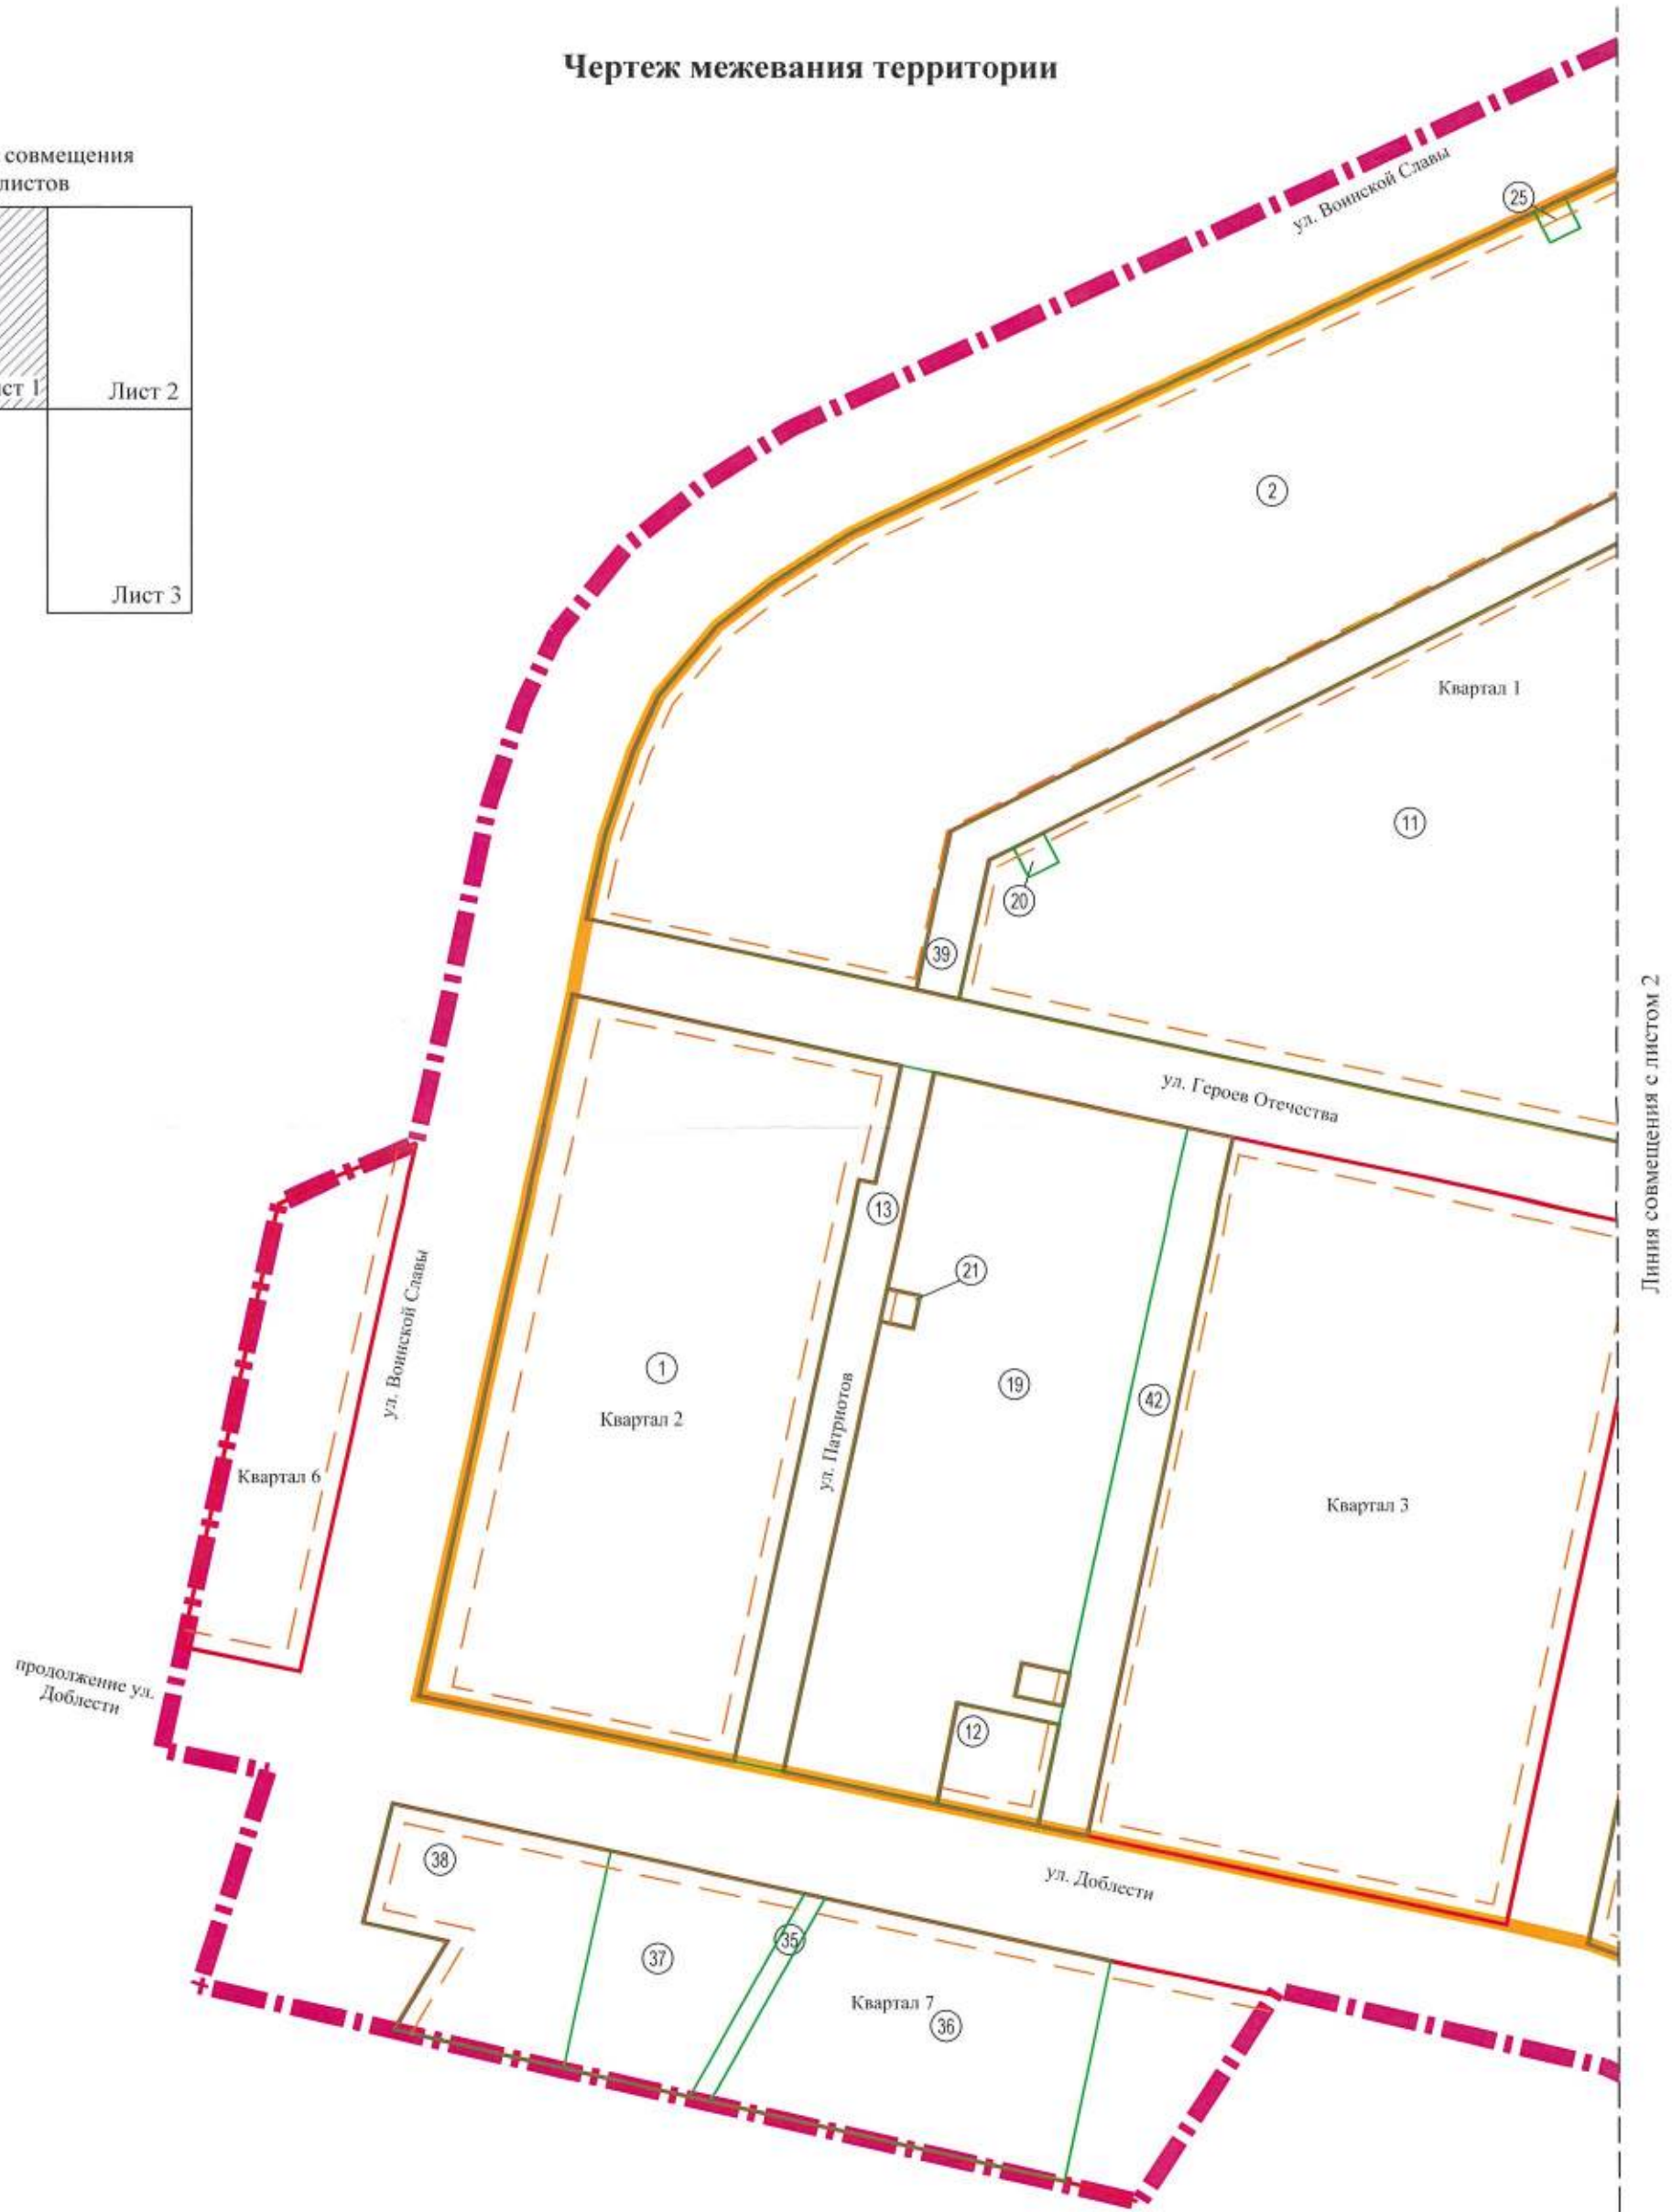 Чертеж межевания территории
совмещения
листов
Лист 1
Лист 2
Лист 3
ул. Воинской Славы
25
2
Квартал 1
11
20
39
ул. Героев Отечества
Линия совмещения с листом 2
13
21
1
Квартал 2
19
42
ул. Воинской Славы
ул. Патриотов
Квартал 6
Квартал 3
продолжение ул.
Доблести
12
38
ул. Доблести
37
35
Квартал 7
36